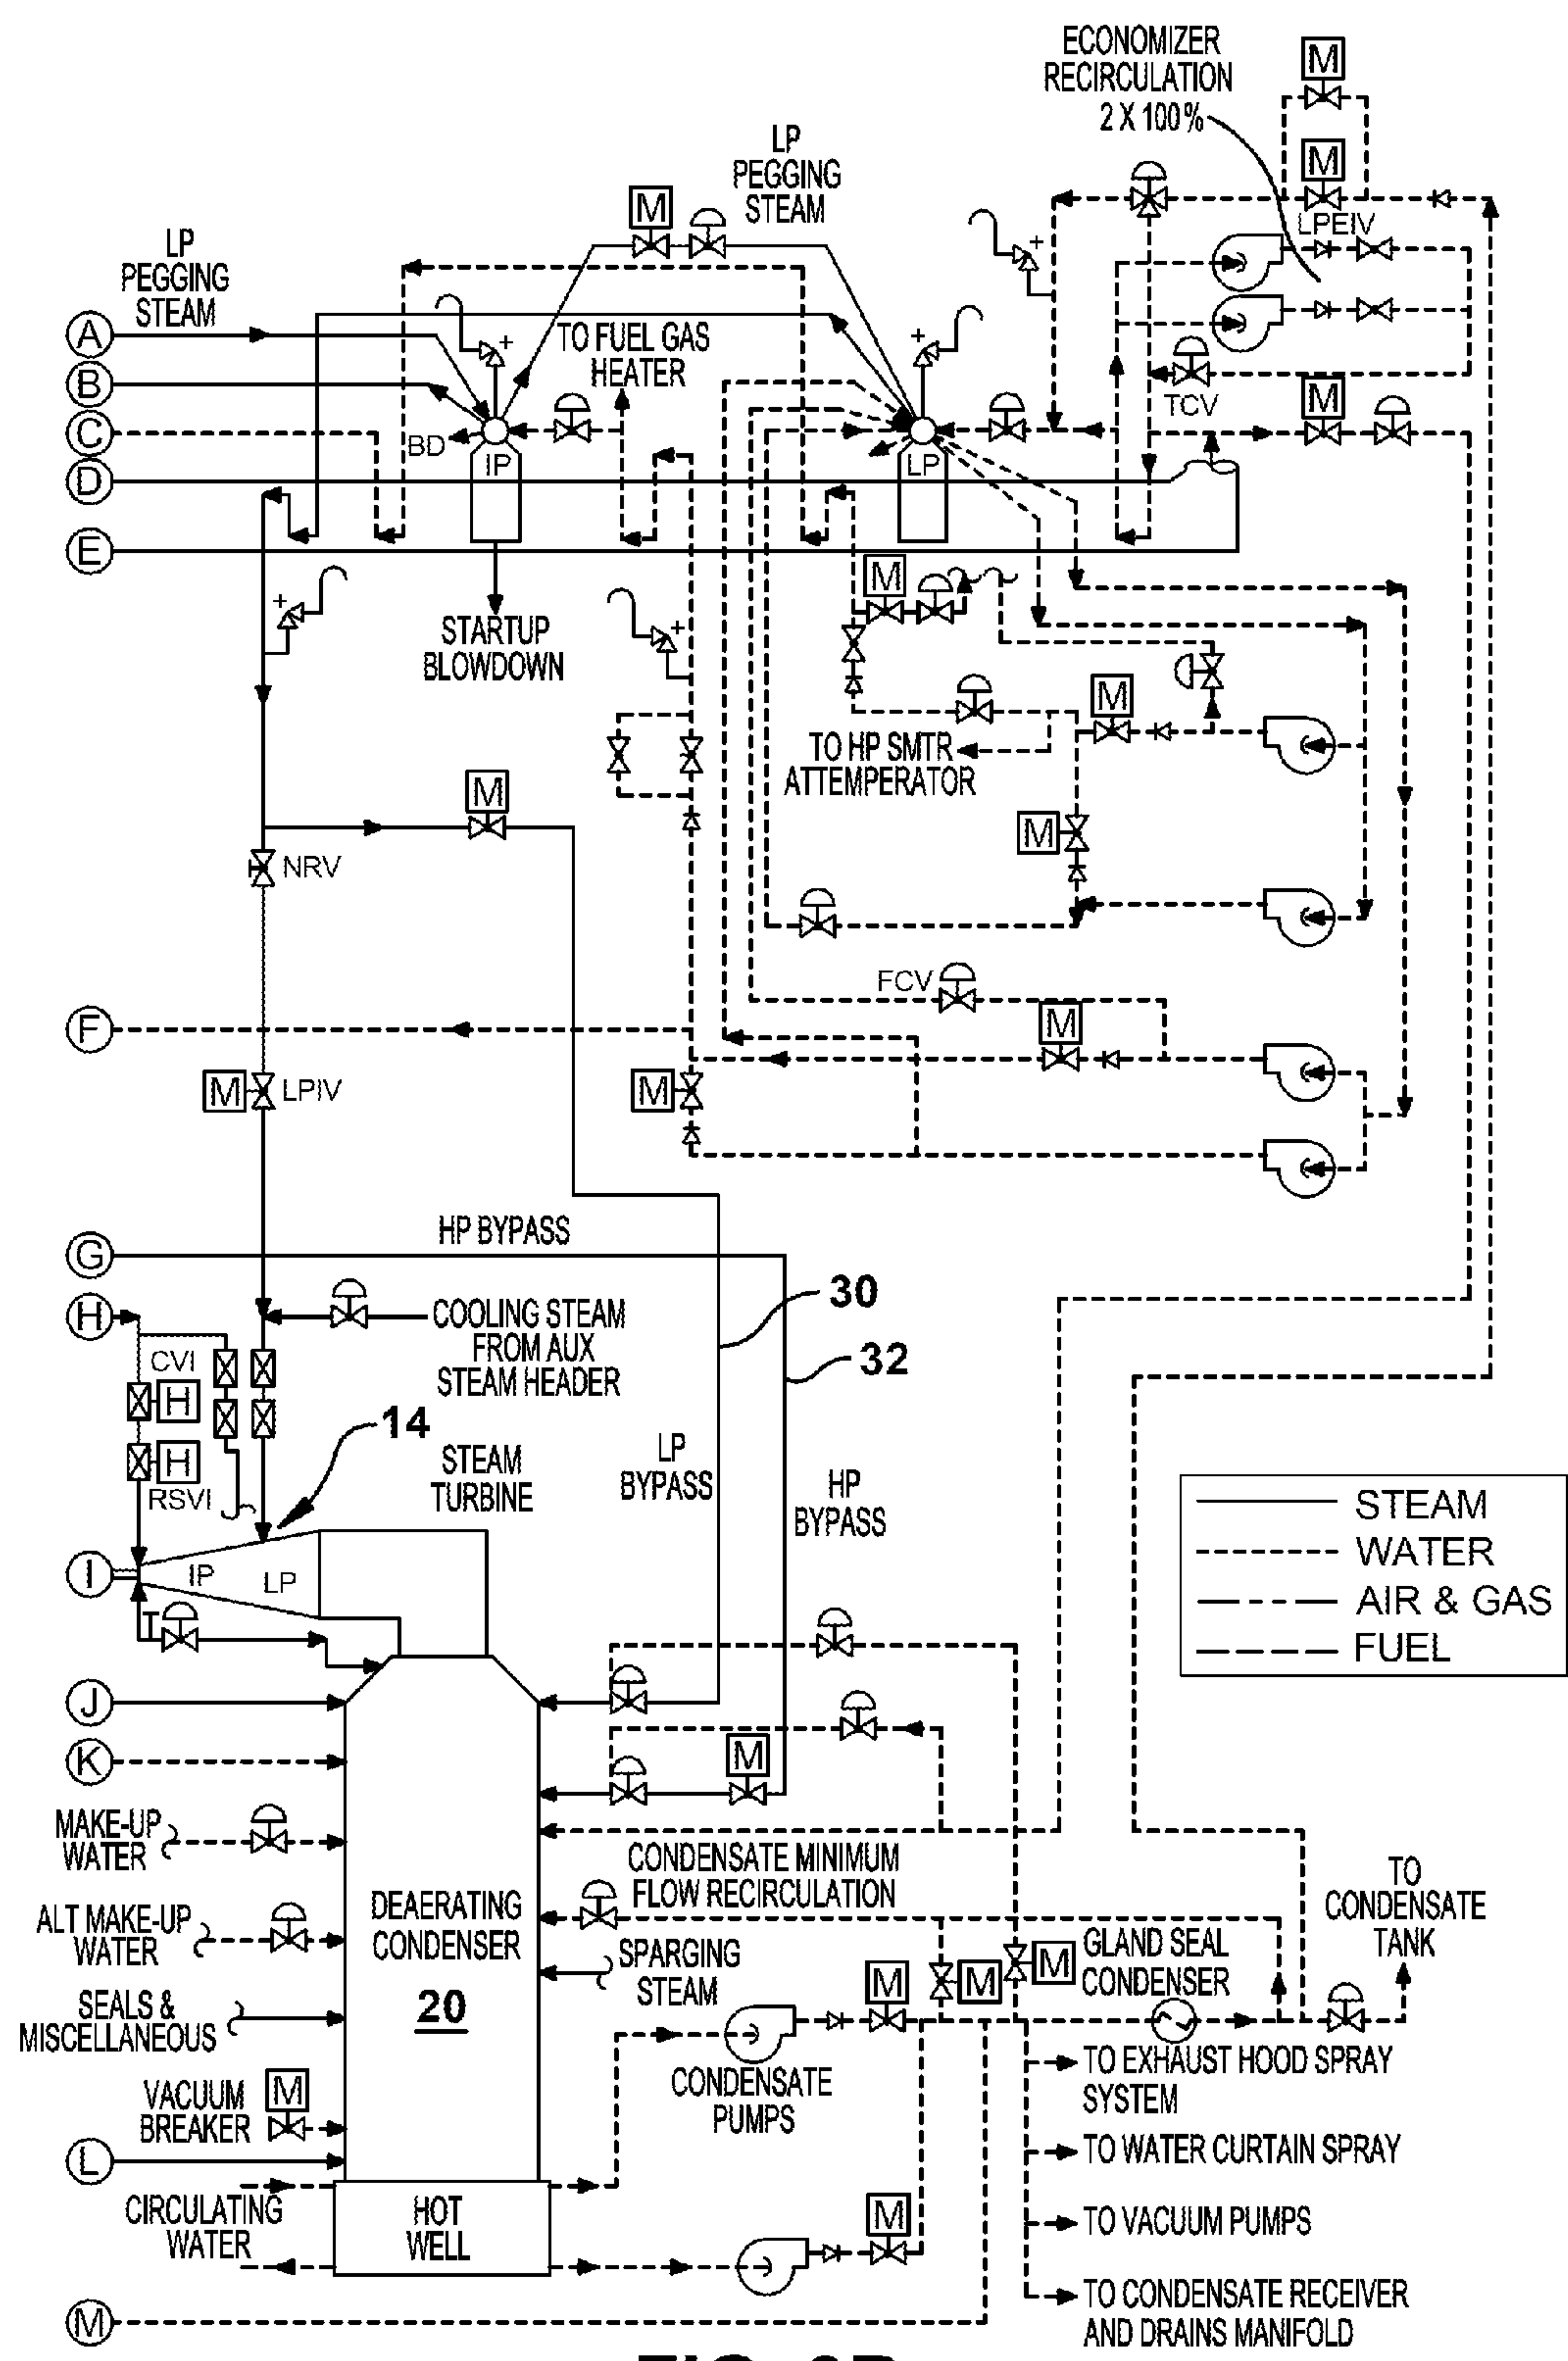 ECONOMIZER
RECIRCULATION
2 X 100%
M
M
LPEIV
LP
PEGGING
STEAM
M
LP
PEGGING
STEAM
A
B
C
D
E
+
+
+
TO FUEL GAS
HEATER
BD
IP
LP
TCV
M
STARTUP
BLOWDOWN
+
+
M
M
TO HP SMTR
ATTEMPERATOR
M
M
NRV
FCV
M
F
M
LPIV
M
HP BYPASS
G
H
30
COOLING STEAM
FROM AUX
STEAM HEADER
32
CVI
H
H
RSVI
14
STEAM
TURBINE
LP
BYPASS
HP
BYPASS
STEAM
WATER
AIR & GAS
FUEL
I
IP
LP
T
J
K
M
MAKE-UP
WATER
ALT MAKE-UP
WATER
SEALS &
MISCELLANEOUS
VACUUM
BREAKER
M
L
CIRCULATING
WATER
DEAERATING
CONDENSER
20
HOT
WELL
CONDENSATE MINIMUM
FLOW RECIRCULATION
SPARGING
STEAM
M
M
M
GLAND SEAL
CONDENSER
TO
CONDENSATE
TANK
CONDENSATE
PUMPS
M
TO EXHAUST HOOD SPRAY
SYSTEM
TO WATER CURTAIN SPRAY
TO VACUUM PUMPS
TO CONDENSATE RECEIVER
AND DRAINS MANIFOLD
M